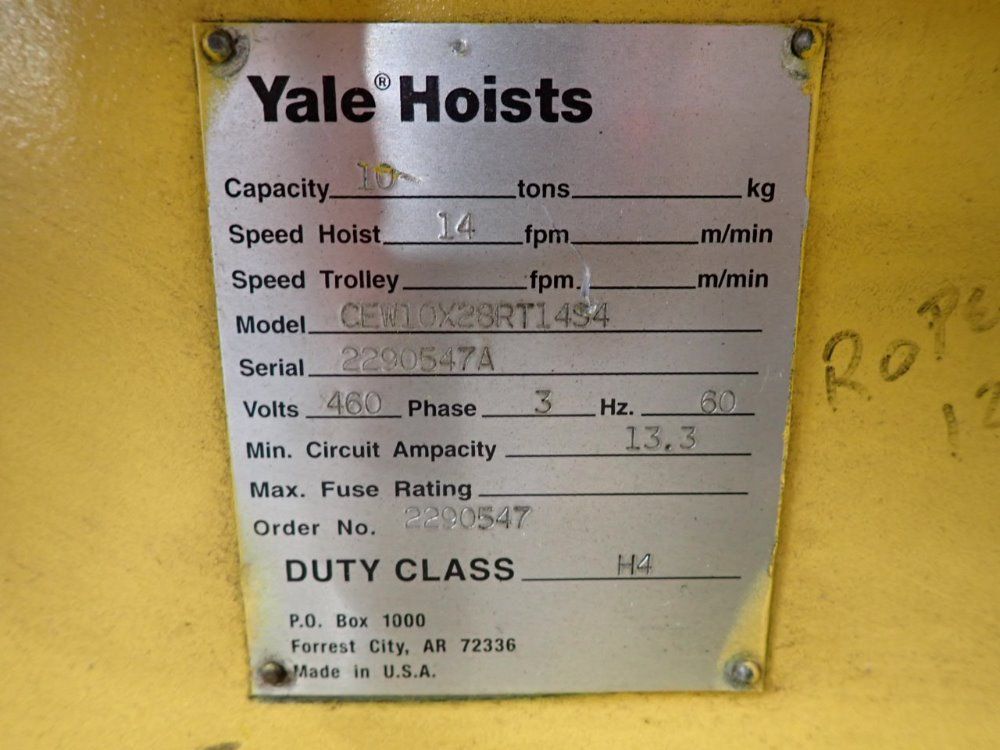 Yale® Hoists
Capacity 10 tons kg
Speed Hoist 14 fpm m/min
Speed Trolley fpm m/min
Model CEW10X28RT14S4
Serial 2290547A
Volts 460 Phase 3 Hz. 60
Min. Circuit Ampacity 13.3
Max. Fuse Rating
Order No. 2290547
DUTY CLASS H4
P.O. Box 1000
Forrest City, AR 72336
Made in U.S.A.